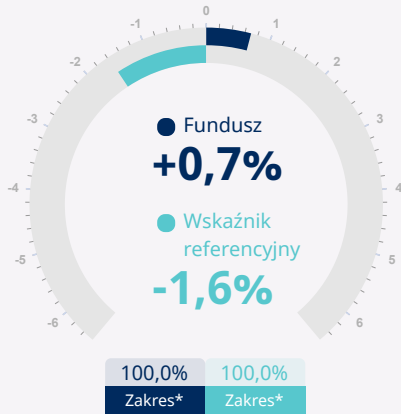 0
-1 1
-2 2
-3 3
-4 4
-5 5
-6 6
Fundusz
+0,7%
Wskaźnik
referencyjny
-1,6%
100,0% 100,0%
Zakres* Zakres*